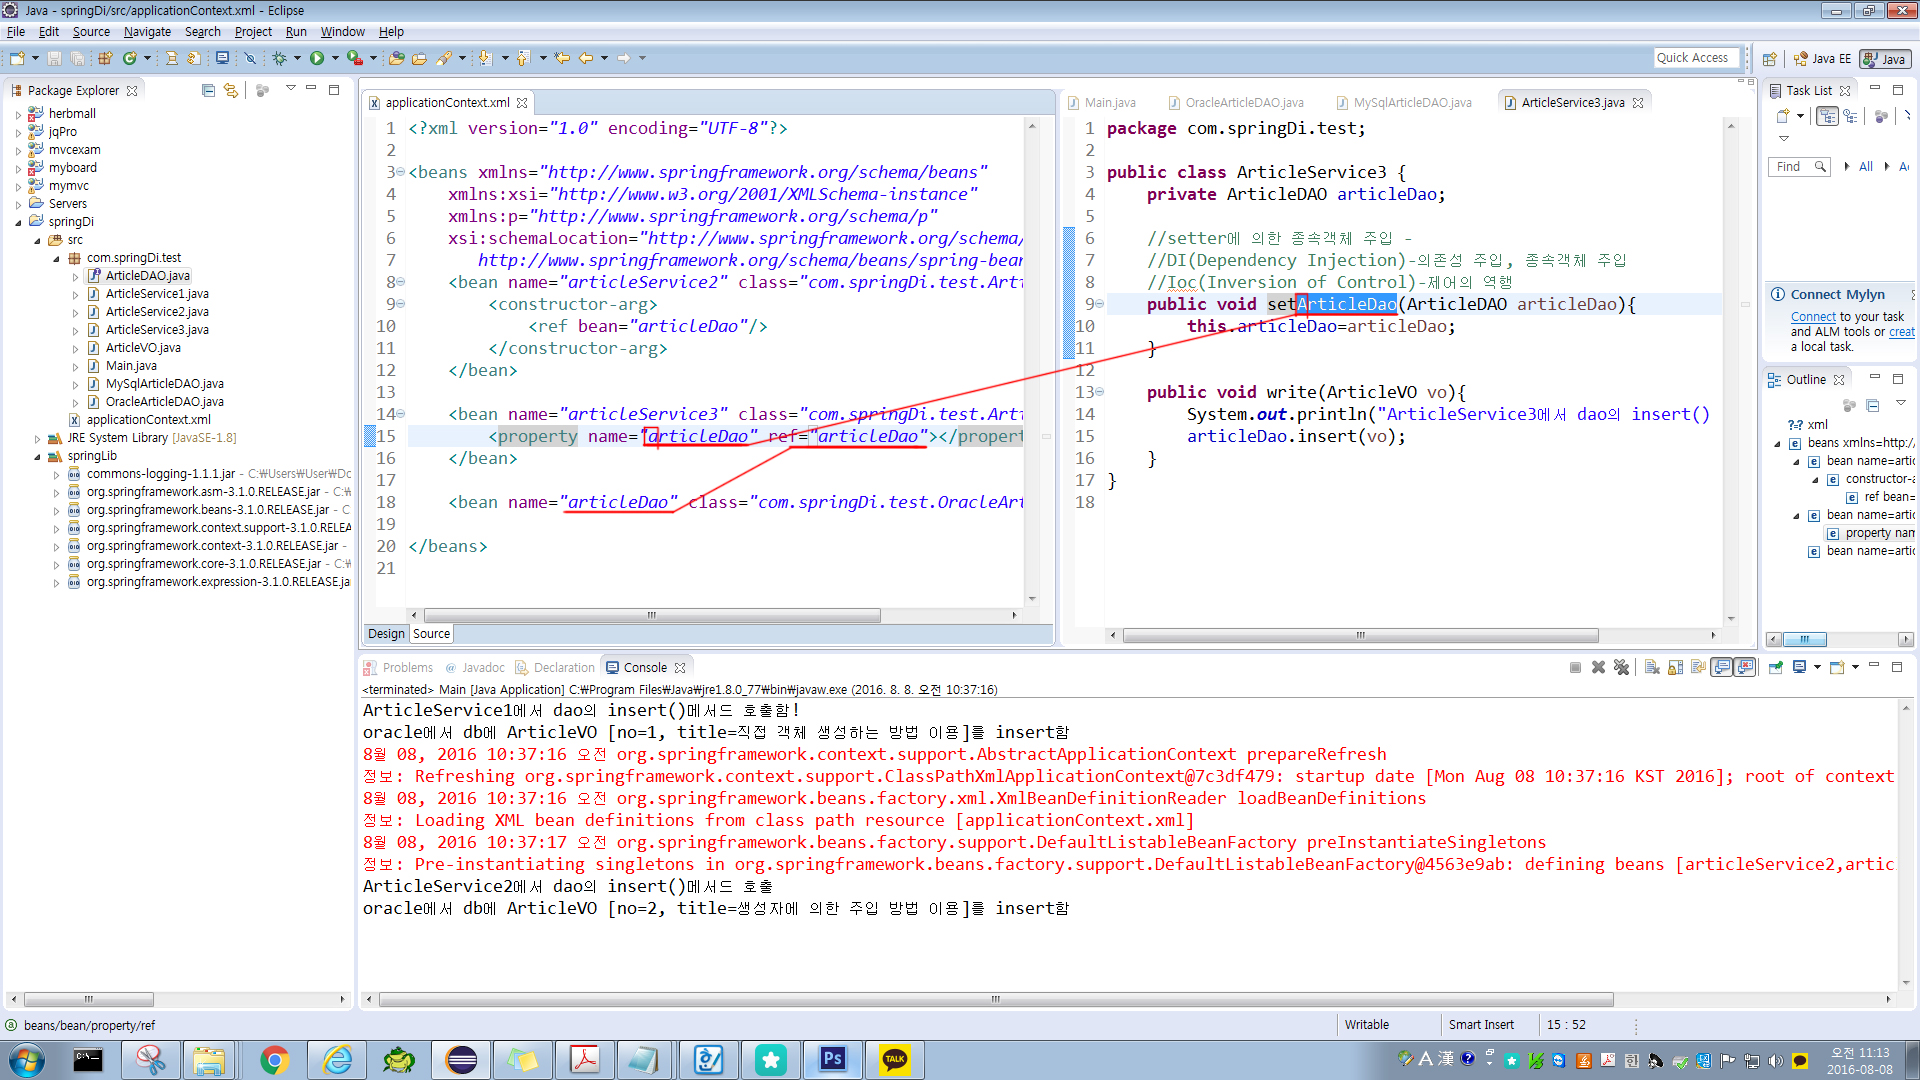 Java - springDi/src/applicationContext.xml - Eclipse
File Edit Source Navigate Search Project Run Window Help
Quick Access
Java EE
Java
Package Explorer
herbmall
jqPro
mvcexam
myboard
mymvc
Servers
springDi
src
com.springDi.test
ArticleDAO.java
ArticleService1.java
ArticleService2.java
ArticleService3.java
ArticleVO.java
Main.java
MySqlArticleDAO.java
OracleArticleDAO.java
applicationContext.xml
JRE System Library [JavaSE-1.8]
springLib
commons-logging-1.1.1.jar - C:₩Users₩User₩Do
org.springframework.asm-3.1.0.RELEASE.jar - C:₩
org.springframework.beans-3.1.0.RELEASE.jar - C:
org.springframework.context.support-3.1.0.RELEA
org.springframework.context-3.1.0.RELEASE.jar -
org.springframework.core-3.1.0.RELEASE.jar - C:₩
org.springframework.expression-3.1.0.RELEASE.jar
applicationContext.xml
1 <?xml version="1.0" encoding="UTF-8"?>
2
3 <beans xmlns="http://www.springframework.org/schema/beans"
4 xmlns:xsi="http://www.w3.org/2001/XMLSchema-instance"
5 xmlns:p="http://www.springframework.org/schema/p"
6 xsi:schemaLocation="http://www.springframework.org/schema/
7 http://www.springframework.org/schema/beans/spring-bear
8 <bean name="articleService2" class="com.springDi.test.Arti
9 <constructor-arg>
10 <ref bean="articleDao"/>
11 </constructor-arg>
12 </bean>
13
14 <bean name="articleService3" class="com.springDi.test.Arti
15 <property name="articleDao" ref="articleDao"></propert
16 </bean>
17
18 <bean name="articleDao" class="com.springDi.test.OracleArt
19
20 </beans>
21
Design Source
Main.java OracleArticleDAO.java MySqlArticleDAO.java ArticleService3.java
1 package com.springDi.test;
2
3 public class ArticleService3 {
4 private ArticleDAO articleDao;
5
6 //setter에 의한 종속객체 주입 -
7 //DI(Dependency Injection)-의존성 주입, 종속객체 주입
8 //Ioc(Inversion of Control)-제어의 역행
9 public void setArticleDao(ArticleDAO articleDao){
10 this.articleDao=articleDao;
11 }
12
13 public void write(ArticleVO vo){
14 System.out.println("ArticleService3에서 dao의 insert()
15 articleDao.insert(vo);
16 }
17 }
18
Task List
Find All Ac
Connect Mylyn
Connect to your task
and ALM tools or creat
a local task.
Outline
xml
beans xmlns=http:/
bean name=artic
constructor-a
ref bean=
bean name=artic
property nam
bean name=artic
Problems Javadoc Declaration Console
<terminated> Main [Java Application] C:₩Program Files₩Java₩jre1.8.0_77₩bin₩javaw.exe (2016. 8. 8. 오전 10:37:16)
ArticleService1에서 dao의 insert()메서드 호출함!
oracle에서 db에 ArticleVO [no=1, title=직접 객체 생성하는 방법 이용]를 insert함
8월 08, 2016 10:37:16 오전 org.springframework.context.support.AbstractApplicationContext prepareRefresh
정보: Refreshing org.springframework.context.support.ClassPathXmlApplicationContext@7c3df479: startup date [Mon Aug 08 10:37:16 KST 2016]; root of context
8월 08, 2016 10:37:16 오전 org.springframework.beans.factory.xml.XmlBeanDefinitionReader loadBeanDefinitions
정보: Loading XML bean definitions from class path resource [applicationContext.xml]
8월 08, 2016 10:37:17 오전 org.springframework.beans.factory.support.DefaultListableBeanFactory preInstantiateSingletons
정보: Pre-instantiating singletons in org.springframework.beans.factory.support.DefaultListableBeanFactory@4563e9ab: defining beans [articleService2,artic
ArticleService2에서 dao의 insert()메서드 호출
oracle에서 db에 ArticleVO [no=2, title=생성자에 의한 주입 방법 이용]를 insert함
beans/bean/property/ref
Writable
Smart Insert
15 : 52
Ps
TALK
A 漢
오전 11:13
2016-08-08